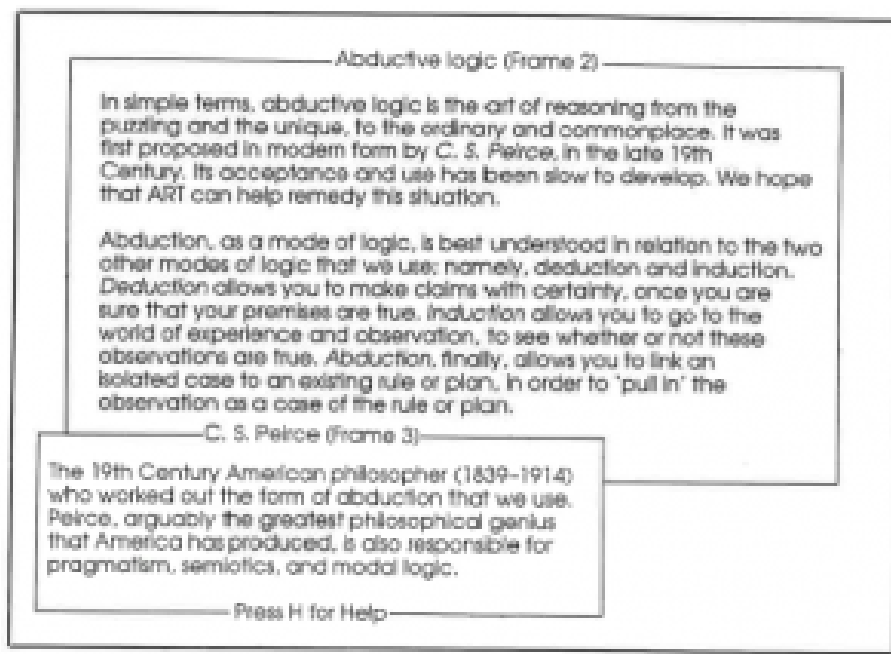 Abductive logic (Frame 2)
In simple terms, abductive logic is the art of reasoning from the
puzzling and the unique, to the ordinary and commonplace. It was
first proposed in modern form by C. S. Peirce, in the late 19th
Century. Its acceptance and use has been slow to develop. We hope
that ART can help remedy this situation.
Abduction, as a mode of logic, is best understood in relation to the two
other modes of logic that we use: namely, deduction and induction.
Deduction allows you to make claims with certainty, once you are
sure that your premises are true. Induction allows you to go to the
world of experience and observation, to see whether or not these
observations are true. Abduction, finally, allows you to link an
isolated case to an existing rule or plan, in order to 'pull in' the
observation as a case of the rule or plan.
C. S. Peirce (Frame 3)
The 19th Century American philosopher (1839–1914)
who worked out the form of abduction that we use.
Peirce, arguably the greatest philosophical genius
that America has produced, is also responsible for
pragmatism, semiotics, and modal logic.
Press H for Help